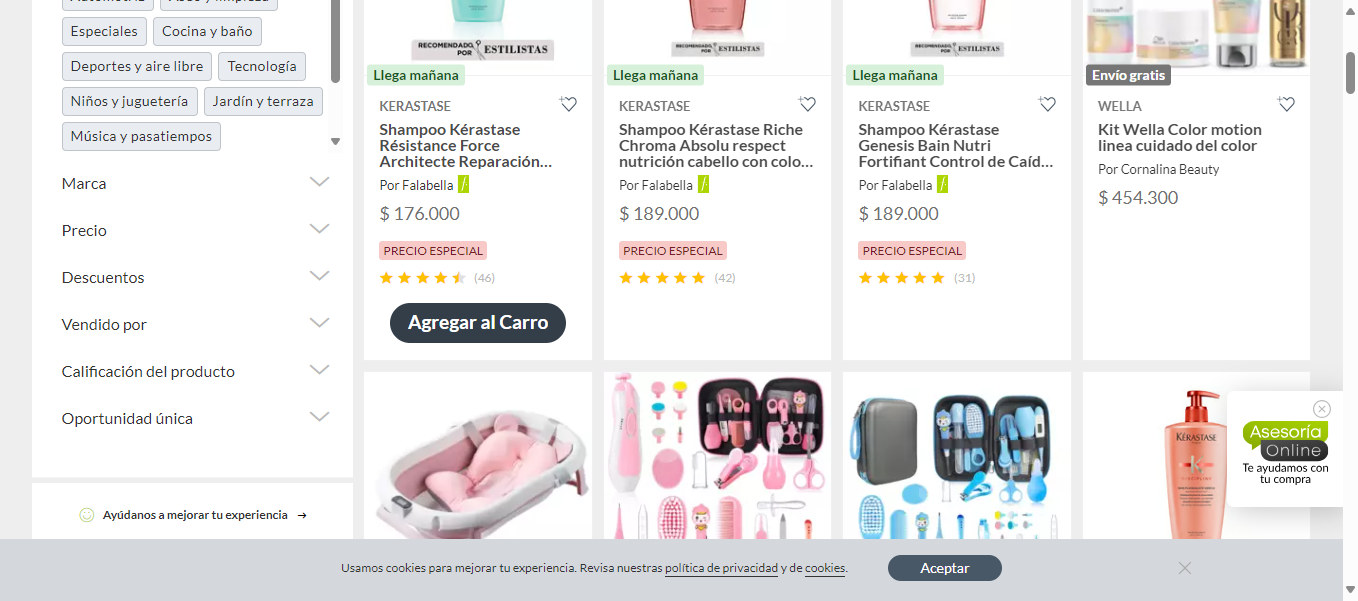 Especiales
Cocina y baño
Deportes y aire libre
Tecnología
Niños y juguetería
Jardín y terraza
Música y pasatiempos
Marca
Precio
Descuentos
Vendido por
Calificación del producto
Oportunidad única
Ayúdanos a mejorar tu experiencia →
RECOMENDADO POR ESTILISTAS
Llega mañana
KERASTASE
Shampoo Kérastase
Résistance Force
Architecte Reparación...
Por Falabella
$ 176.000
PRECIO ESPECIAL
(46)
Agregar al Carro
RECOMENDADO POR ESTILISTAS
Llega mañana
KERASTASE
Shampoo Kérastase Riche
Chroma Absolu respect
nutrición cabello con colo...
Por Falabella
$ 189.000
PRECIO ESPECIAL
(42)
RECOMENDADO POR ESTILISTAS
Llega mañana
KERASTASE
Shampoo Kérastase
Genesis Bain Nutri
Fortifiant Control de Caíd...
Por Falabella
$ 189.000
PRECIO ESPECIAL
(31)
Envío gratis
WELLA
Kit Wella Color motion
linea cuidado del color
Por Cornalina Beauty
$ 454.300
KÉRASTASE
Asesoría
Online
Te ayudamos con
tu compra
Usamos cookies para mejorar tu experiencia. Revisa nuestras política de privacidad y de cookies.
Aceptar